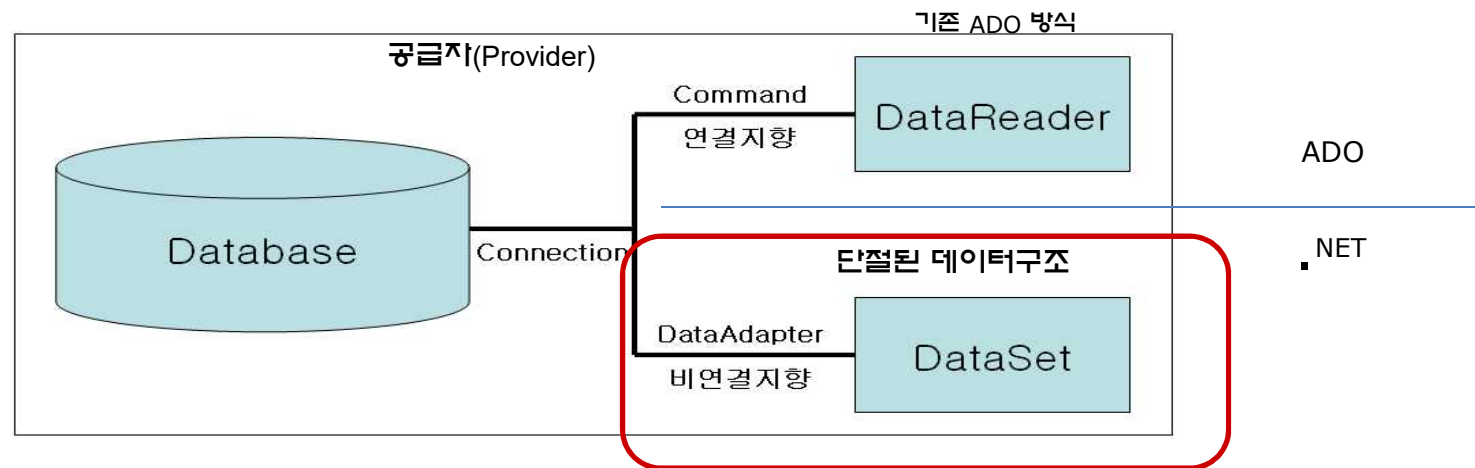 기존 ADO 방식
공급자(Provider)
Command
DataReader
연결지향
ADO
Database
Connection
단절된 데이터구조
.NET
DataAdapter
DataSet
비연결지향